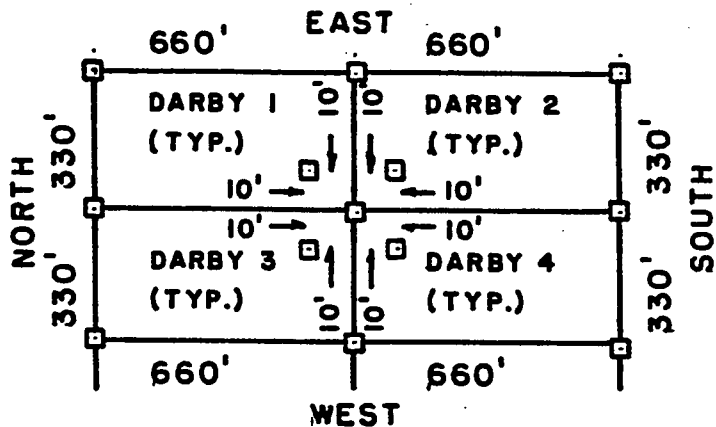 EAST
660' 660'
DARBY 1
(TYP.)
10' 10'
DARBY 2
(TYP.)
330' 330'
NORTH
SOUTH
10' 10'
10' 10'
DARBY 3
(TYP.)
10' 10'
DARBY 4
(TYP.)
330' 330'
660' 660'
WEST